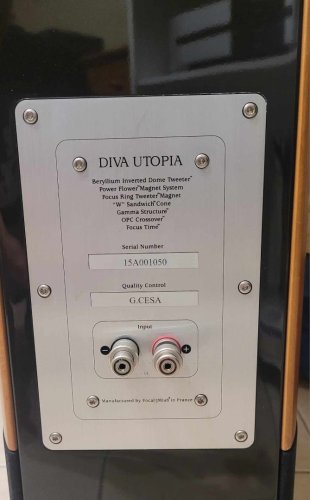 DIVA UTOPIA
Beryllium Inverted Dome Tweeter*
Power Flower* Magnet System
Focus Ring Tweeter* Magnet
"W" Sandwich* Cone
Gamma Structure*
OPC Crossover*
Focus Time*
Serial Number
15A001050
Quality Control
G.CESA
Input
- +
Manufactured by Focal-JMlab* in France